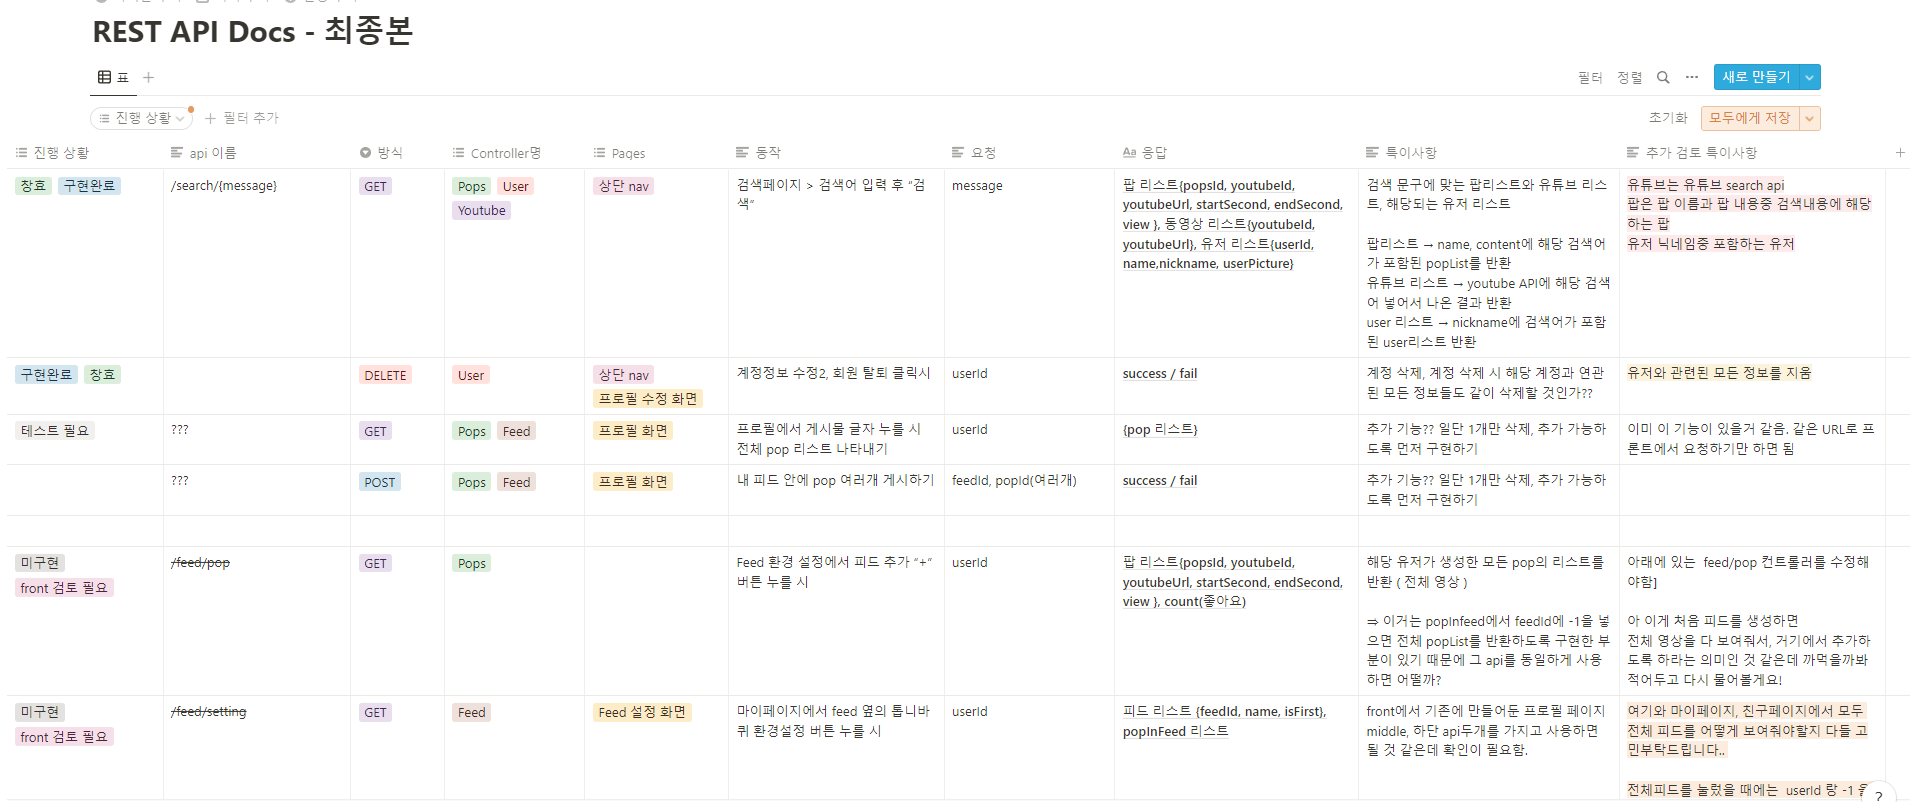 REST API Docs - 최종본
표
필터 정렬 새로 만들기
진행 상황 필터 추가
초기화 모두에게 저장
진행 상황 api 이름 방식 Controller명 Pages 동작 요청 응답 특이사항 추가 검토 특이사항
창효 구현완료
/search/{message}
GET
Pops User
Youtube
상단 nav
검색페이지 > 검색어 입력 후 “검
색”
message
팝 리스트{popsId, youtubeId,
youtubeUrl, startSecond, endSecond,
view }, 동영상 리스트{youtubeId,
youtubeUrl}, 유저 리스트{userId,
name,nickname, userPicture}
검색 문구에 맞는 팝리스트와 유튜브 리스
트, 해당되는 유저 리스트
팝리스트 → name, content에 해당 검색어
가 포함된 popList를 반환
유튜브 리스트 → youtube API에 해당 검색
어 넣어서 나온 결과 반환
user 리스트 → nickname에 검색어가 포함
된 user리스트 반환
유튜브는 유튜브 search api
팝은 팝 이름과 팝 내용중 검색내용에 해당
하는 팝
유저 닉네임중 포함하는 유저
구현완료 창효
DELETE
User
상단 nav
프로필 수정 화면
계정정보 수정2, 회원 탈퇴 클릭시
userId
success / fail
계정 삭제, 계정 삭제 시 해당 계정과 연관
된 모든 정보들도 같이 삭제할 것인가??
유저와 관련된 모든 정보를 지움
테스트 필요
???
GET
Pops Feed
프로필 화면
프로필에서 게시물 글자 누를 시
전체 pop 리스트 나타내기
userId
{pop 리스트}
추가 기능?? 일단 1개만 삭제, 추가 가능하
도록 먼저 구현하기
이미 이 기능이 있을거 같음. 같은 URL로 프
론트에서 요청하기만 하면 됨
???
POST
Pops Feed
프로필 화면
내 피드 안에 pop 여러개 게시하기
feedId, popId(여러개)
success / fail
추가 기능?? 일단 1개만 삭제, 추가 가능하
도록 먼저 구현하기
미구현
front 검토 필요
/feed/pop
GET
Pops
Feed 환경 설정에서 피드 추가 “+”
버튼 누를 시
userId
팝 리스트{popsId, youtubeId,
youtubeUrl, startSecond, endSecond,
view }, count(좋아요)
해당 유저가 생성한 모든 pop의 리스트를
반환 ( 전체 영상 )
⇒ 이거는 popInfeed에서 feedId에 -1을 넣
으면 전체 popList를 반환하도록 구현한 부
분이 있기 때문에 그 api를 동일하게 사용
하면 어떨까?
아래에 있는 feed/pop 컨트롤러를 수정해
야함]
아 이게 처음 피드를 생성하면
전체 영상을 다 보여줘서, 거기에서 추가하
도록 하라는 의미인 것 같은데 까먹을까봐
적어두고 다시 물어볼게요!
미구현
front 검토 필요
/feed/setting
GET
Feed
Feed 설정 화면
마이페이지에서 feed 옆의 톱니바
퀴 환경설정 버튼 누를 시
userId
피드 리스트 {feedId, name, isFirst},
popInFeed 리스트
front에서 기존에 만들어둔 프로필 페이지
middle, 하단 api두개를 가지고 사용하면
될 것 같은데 확인이 필요함.
여기와 마이페이지, 친구페이지에서 모두
전체 피드를 어떻게 보여줘야할지 다들 고
민부탁드립니다..
전체피드를 눌렀을 때에는 userId 랑 -1 을
?